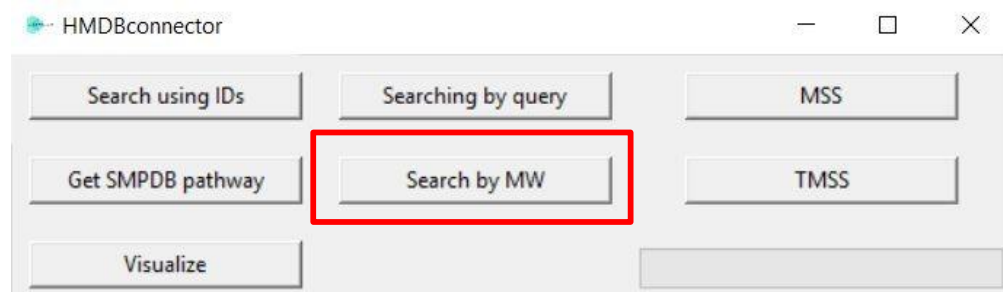 HMDBconnector
Search using IDs
Searching by query
MSS
Get SMPDB pathway
Search by MW
TMSS
Visualize